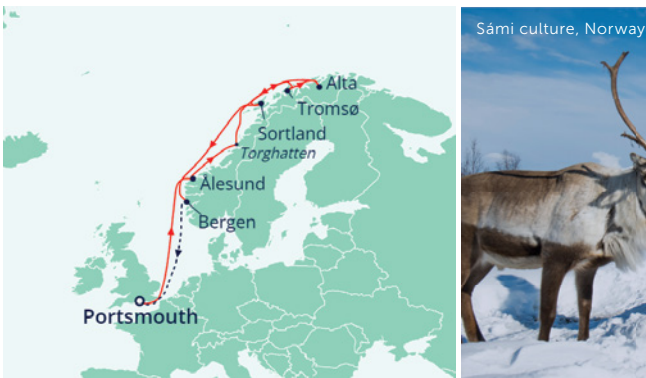 Alta
Tromsø
Sortland
Torghatten
Ålesund
Bergen
Portsmouth
Sámi culture, Norway